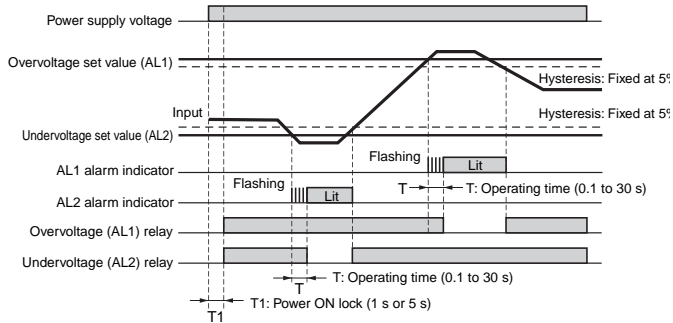 Power supply voltage
Overvoltage set value (AL1)
Hysteresis: Fixed at 5%
Input
Hysteresis: Fixed at 5%
Undervoltage set value (AL2)
AL1 alarm indicator
Flashing
Lit
T
T: Operating time (0.1 to 30 s)
Flashing
AL2 alarm indicator
Lit
Overvoltage (AL1) relay
Undervoltage (AL2) relay
T: Operating time (0.1 to 30 s)
T
T1: Power ON lock (1 s or 5 s)
T1